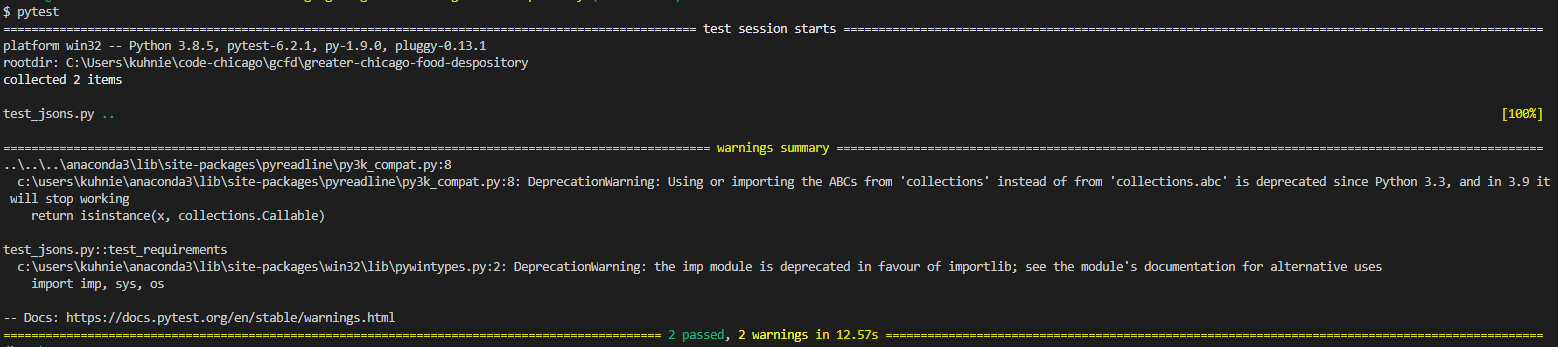 $ pytest
============================= test session starts =============================
platform win32 -- Python 3.8.5, pytest-6.2.1, py-1.9.0, pluggy-0.13.1
rootdir: C:\Users\kuhnie\code-chicago\gcfd\greater-chicago-food-despository
collected 2 items
test_jsons.py .. [100%]
============================== warnings summary ===============================
..\..\..\anaconda3\lib\site-packages\pyreadline\py3k_compat.py:8
c:\users\kuhnie\anaconda3\lib\site-packages\pyreadline\py3k_compat.py:8: DeprecationWarning: Using or importing the ABCs from 'collections' instead of from 'collections.abc' is deprecated since Python 3.3, and in 3.9 it
will stop working
return isinstance(x, collections.Callable)
test_jsons.py::test_requirements
c:\users\kuhnie\anaconda3\lib\site-packages\win32\lib\pywintypes.py:2: DeprecationWarning: the imp module is deprecated in favour of importlib; see the module's documentation for alternative uses
import imp, sys, os
-- Docs: https://docs.pytest.org/en/stable/warnings.html
======================= 2 passed, 2 warnings in 12.57s ========================